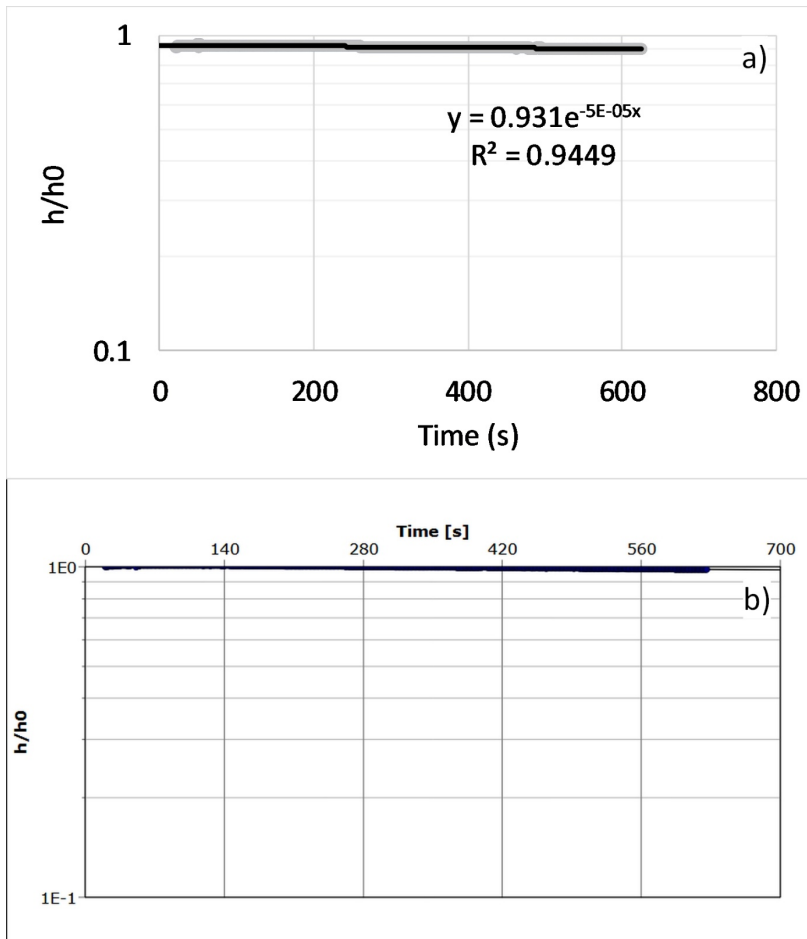 1
a)
y = 0.931e^-5E-05x
R² = 0.9449
h/h0
0.1
0 200 400 600 800
Time (s)
Time [s]
0 140 280 420 560 700
1E0
b)
h/h0
1E-1